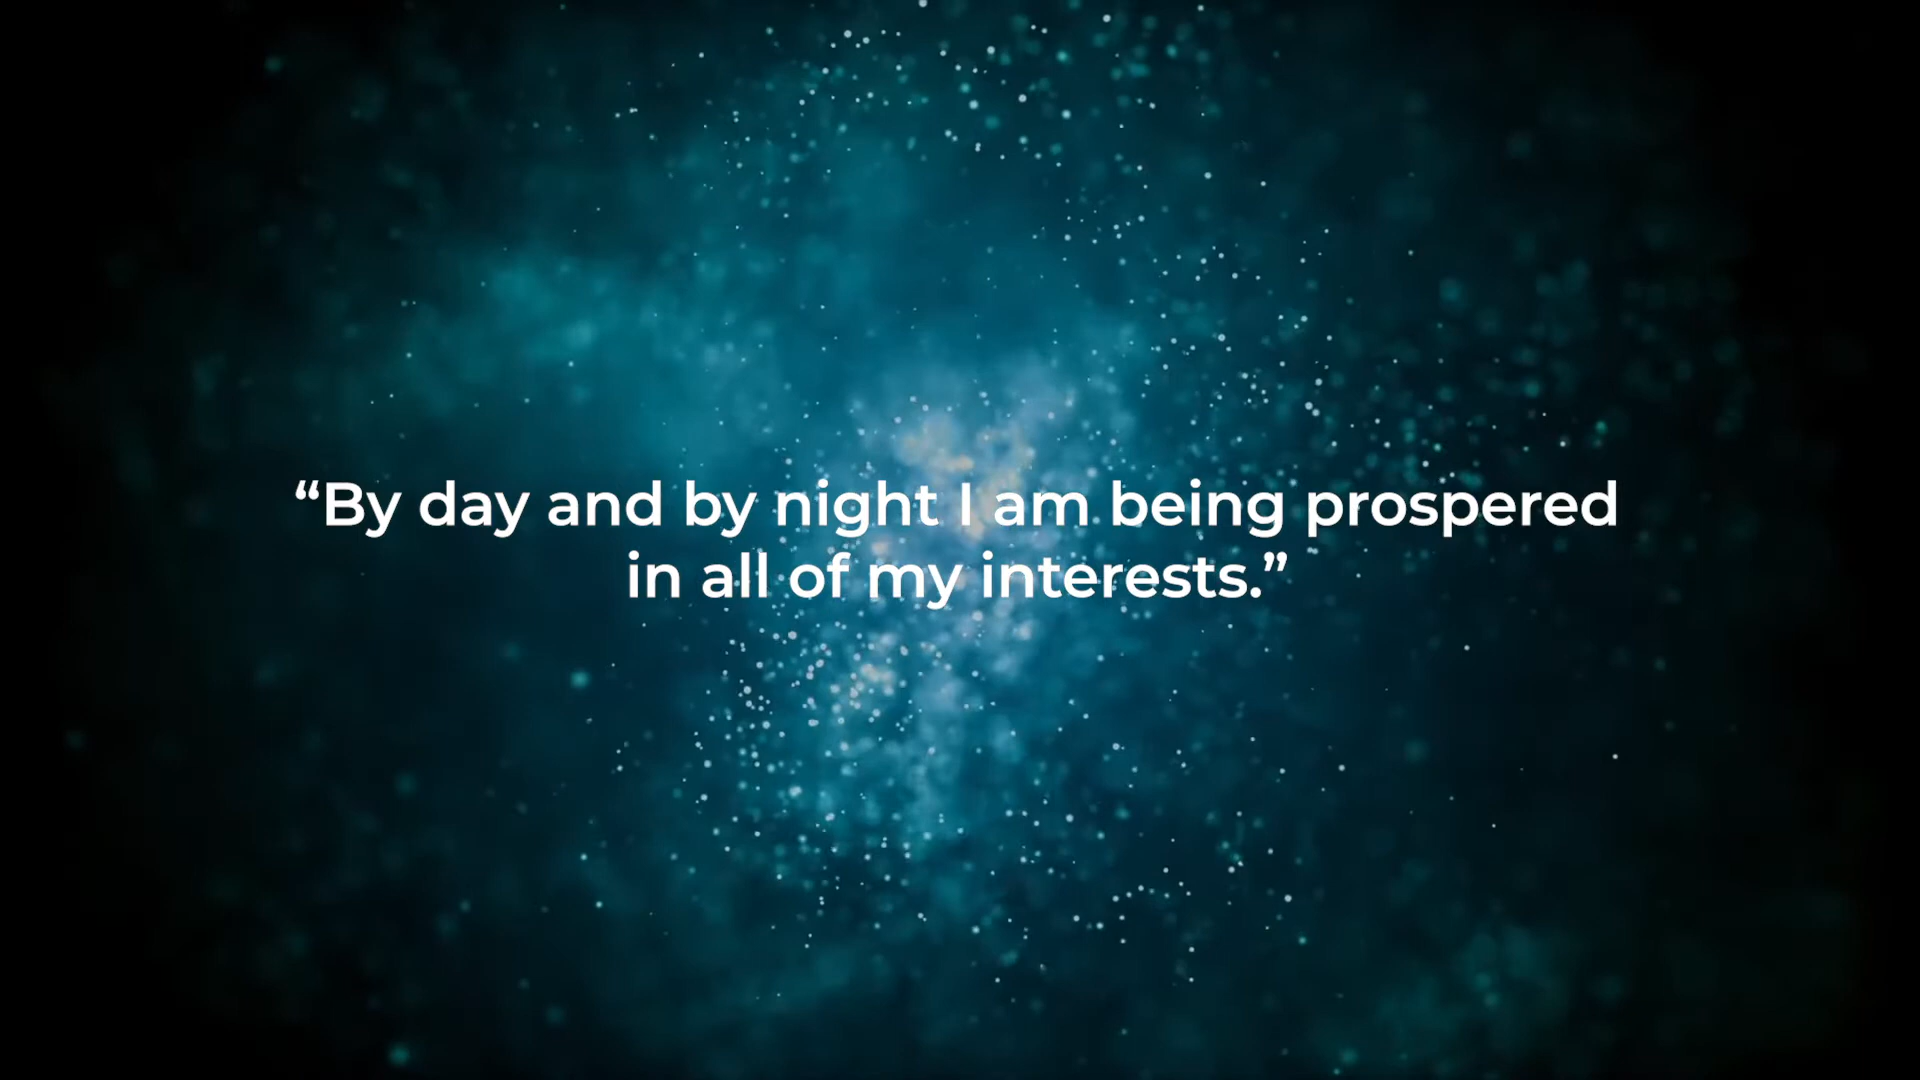 “By day and by night I am being prospered
in all of my interests.”